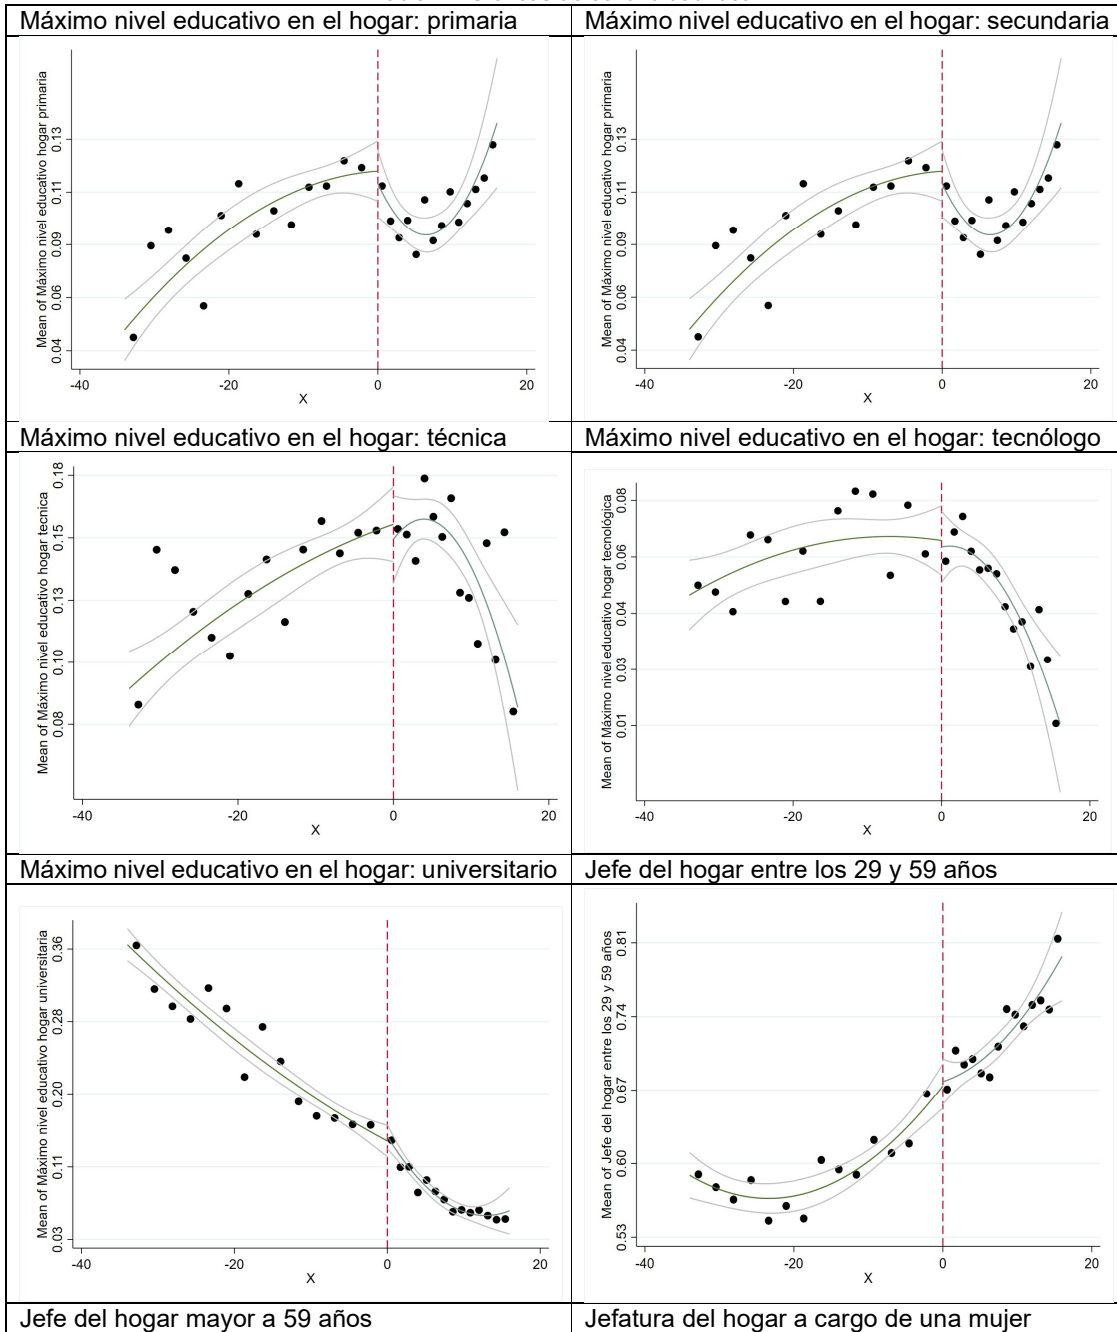 Máximo nivel educativo en el hogar: primaria
Máximo nivel educativo en el hogar: secundaria
Mean of Máximo nivel educativo hogar primaria
0.13
0.11
0.09
0.06
0.04
-40
-20
0
20
X
Mean of Máximo nivel educativo hogar primaria
0.13
0.11
0.09
0.06
0.04
-40
-20
0
20
X
Máximo nivel educativo en el hogar: técnica
Máximo nivel educativo en el hogar: tecnólogo
Mean of Máximo nivel educativo hogar tecnica
0.18
0.15
0.13
0.10
0.08
-40
-20
0
20
X
Mean of Máximo nivel educativo hogar tecnológica
0.08
0.06
0.04
0.03
0.01
-40
-20
0
20
X
Máximo nivel educativo en el hogar: universitario
Jefe del hogar entre los 29 y 59 años
Mean of Máximo nivel educativo hogar universitaria
0.36
0.28
0.20
0.11
0.03
-40
-20
0
20
X
Mean of Jefe del hogar entre los 29 y 59 años
0.81
0.74
0.67
0.60
0.53
-40
-20
0
20
X
Jefe del hogar mayor a 59 años
Jefatura del hogar a cargo de una mujer